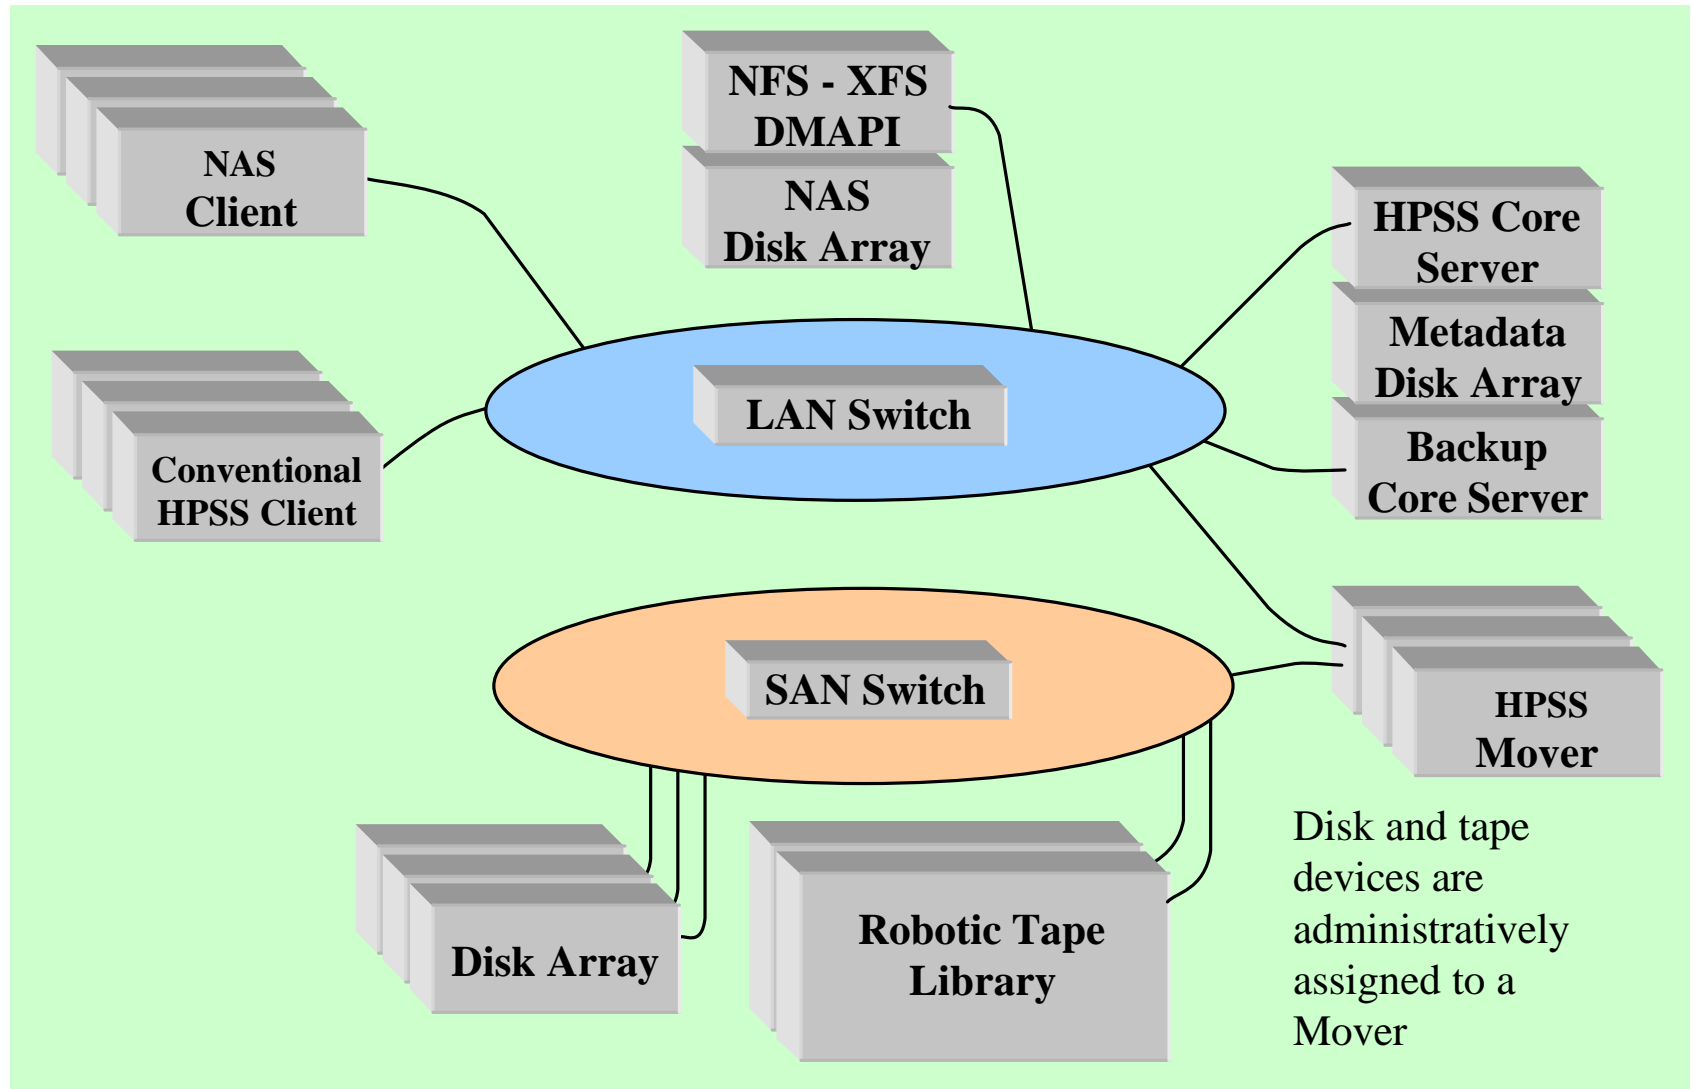 NFS - XFS
DMAPI
NAS
Disk Array
NAS
Client
HPSS Core
Server
Metadata
Disk Array
Backup
Core Server
LAN Switch
Conventional
HPSS Client
SAN Switch
HPSS
Mover
Disk Array
Robotic Tape
Library
Disk and tape
devices are
administratively
assigned to a
Mover